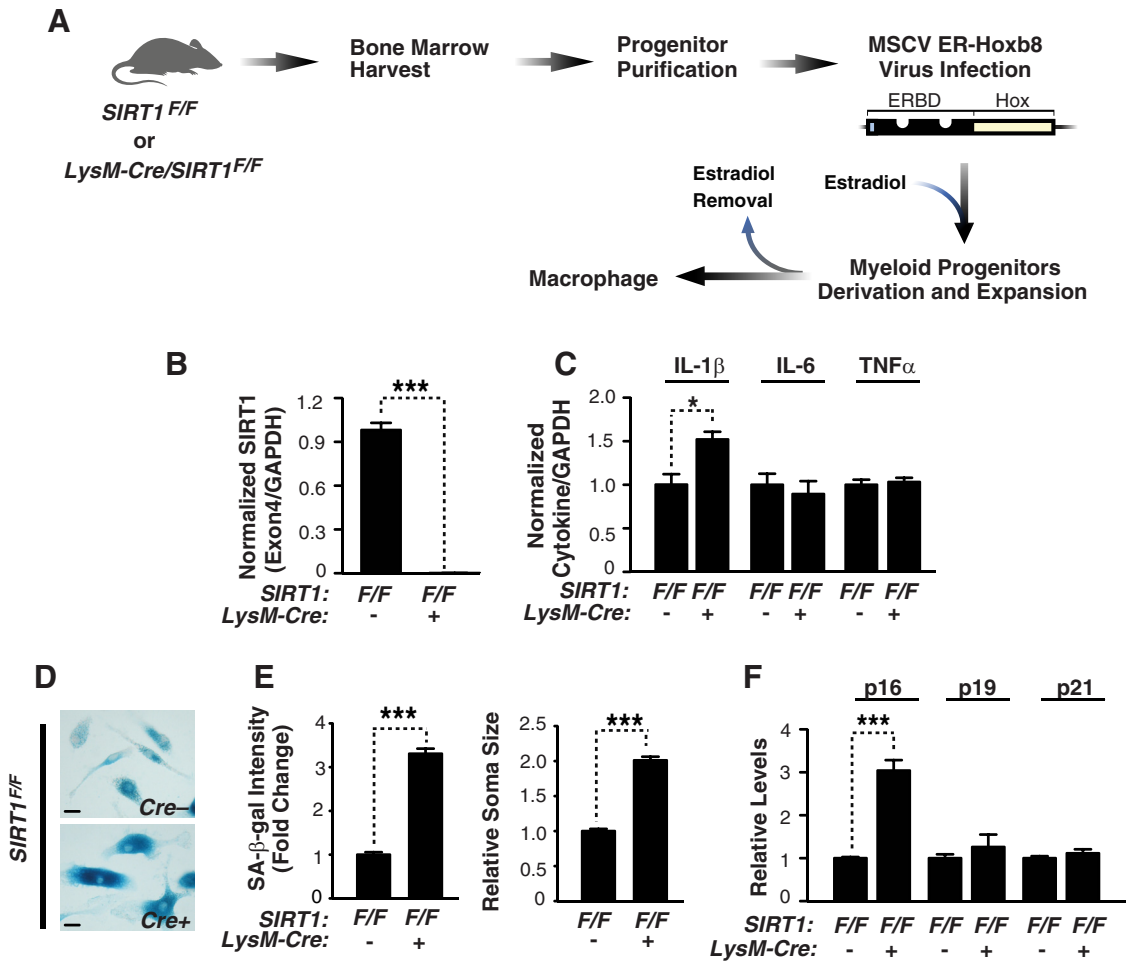 A
Bone Marrow
Harvest
Progenitor
Purification
MSCV ER-Hoxb8
Virus Infection
SIRT1 F/F
or
LysM-Cre/SIRT1F/F
ERBD
Hox
Estradiol
Removal
Estradiol
Macrophage
Myeloid Progenitors
Derivation and Expansion
B
Normalized SIRT1
(Exon4/GAPDH)
1.2
0.9
0.6
0.3
0
***
SIRT1: F/F F/F
LysM-Cre: - +
C
IL-1β IL-6 TNFα
Normalized
Cytokine/GAPDH
2.0
1.5
1.0
0.5
0
*
SIRT1: F/F F/F F/F F/F F/F F/F
LysM-Cre: - + - + - +
D
SIRT1F/F
Cre–
Cre+
E
SA-β-gal Intensity
(Fold Change)
4
3
2
1
0
***
SIRT1: F/F F/F
LysM-Cre: - +
Relative Soma Size
2.5
2.0
1.5
1.0
0.5
0
***
F/F F/F
- +
F
p16 p19 p21
Relative Levels
4
3
2
1
0
***
SIRT1: F/F F/F F/F F/F F/F F/F
LysM-Cre: - + - + - +